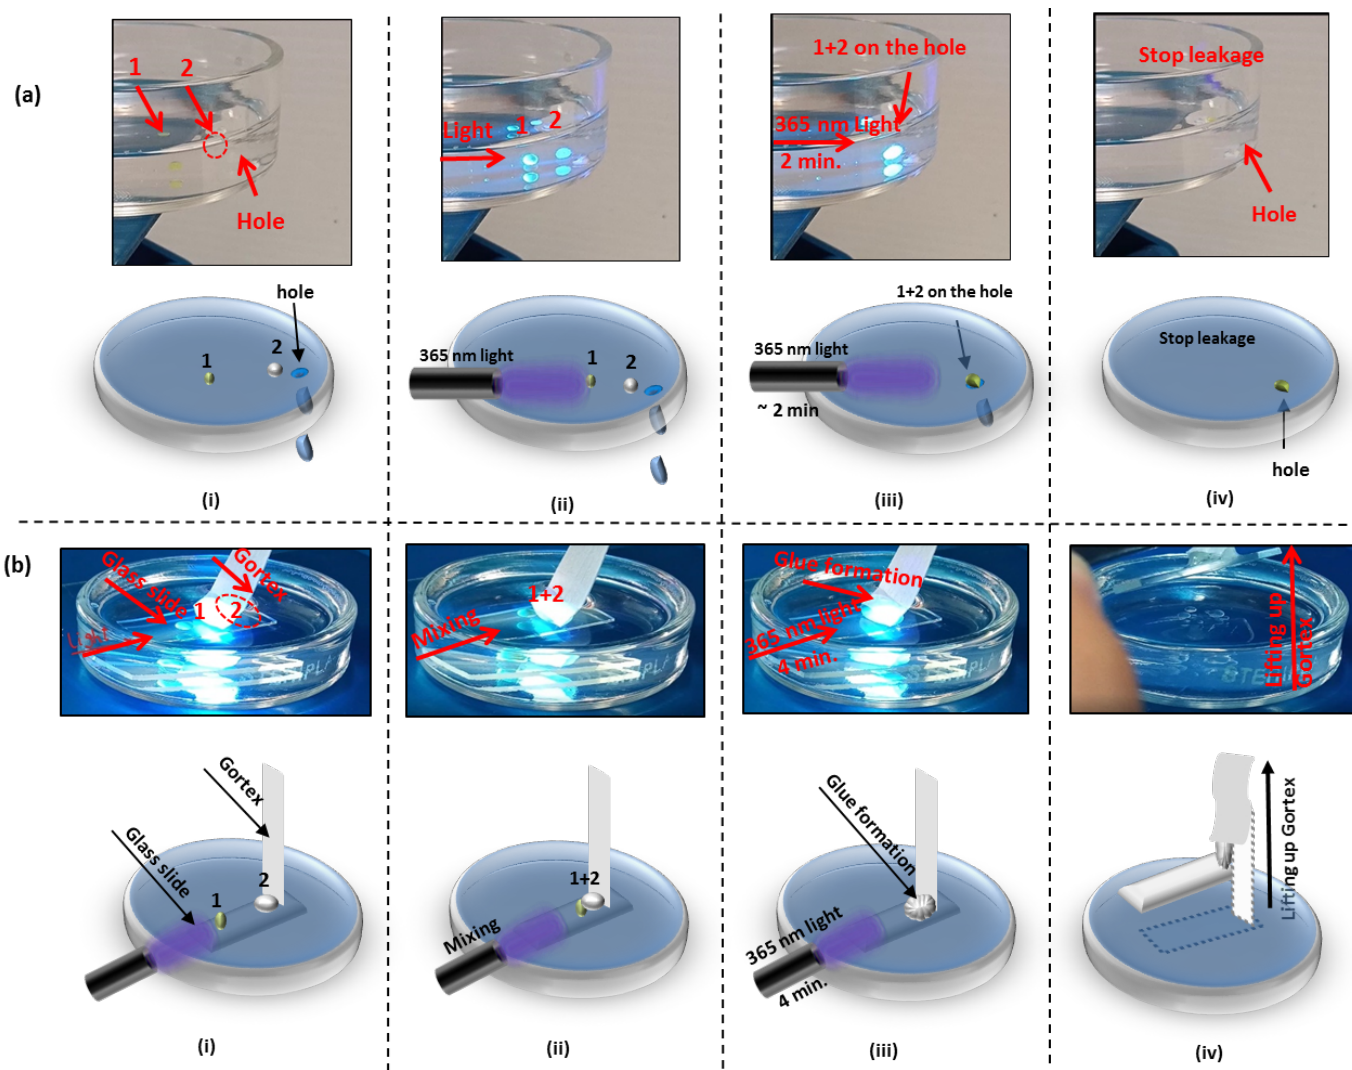 (a)
1
2
Hole
Light
1
2
1+2 on the hole
365 nm Light
2 min.
Stop leakage
Hole
hole
1
2
(i)
365 nm light
1
2
(ii)
1+2 on the hole
365 nm light
~ 2 min
(iii)
Stop leakage
hole
(iv)
(b)
Glass slide
Gortex
1
2
Light
1+2
Mixing
Glue formation
365 nm light
4 min.
Lifting up
Gortex
Gortex
Glass slide
1
2
(i)
1+2
Mixing
(ii)
Glue formation
365 nm light
4 min.
(iii)
Lifting up Gortex
(iv)